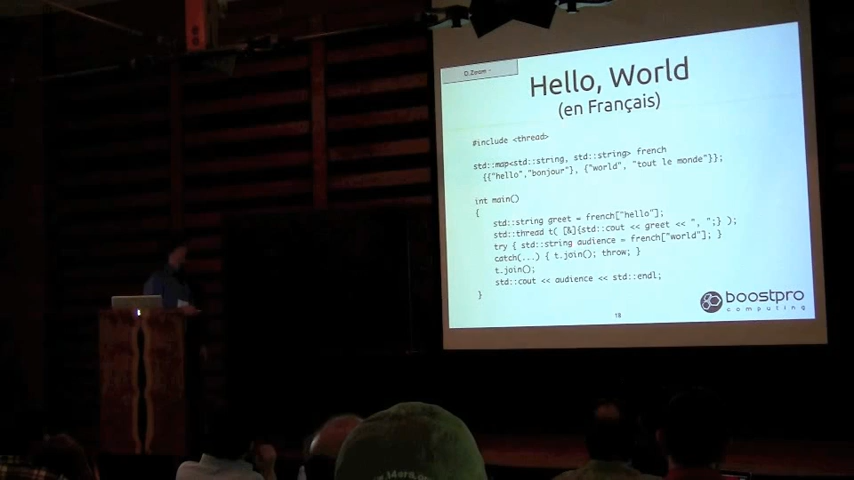 D.Zoom -
Hello, World
(en Français)
#include <thread>
std::map<std::string, std::string> french
{{"hello","bonjour"}, {"world", "tout le monde"}};
int main()
{
std::string greet = french["hello"];
std::thread t( [&]{std::cout << greet << ", ";} );
try { std::string audience = french["world"]; }
catch(...) { t.join(); throw; }
t.join();
std::cout << audience << std::endl;
}
18
boostpro
computing